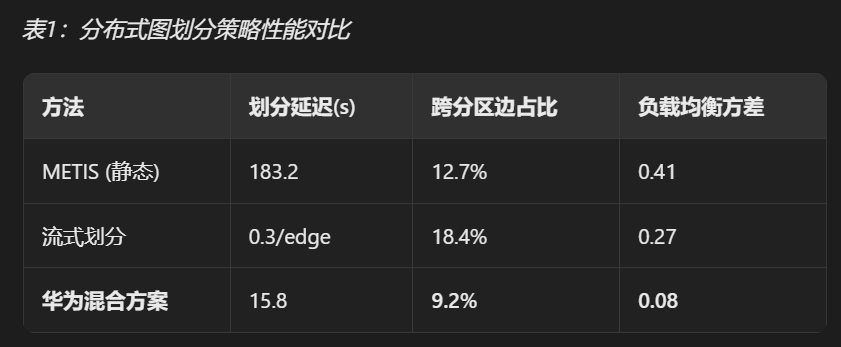 表1：分布式图划分策略性能对比
方法 划分延迟(s) 跨分区边占比 负载均衡方差
METIS (静态) 183.2 12.7% 0.41
流式划分 0.3/edge 18.4% 0.27
华为混合方案 15.8 9.2% 0.08